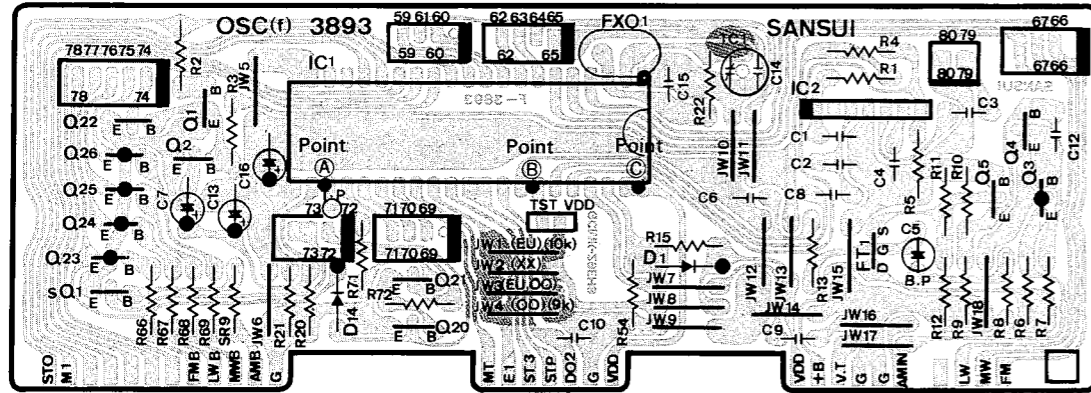 OSC(f) 3893
SANSUI
59 61 60
62 63 64 65
FXO1
TC1
80 79
67 66
78 77 76 75 74
78 74
59 60
62 65
80 79
67 66
SANSUI
F-3893
R2
R3
JW5
IC1
C15
R22
C14
R4
R1
IC2
C3
Q22
E B
Q1
B
E
Q26
E B
Q2
E B
C16
Point
A
Point
B
Point
C
JW10
JW11
C1
C2
C4
C6
C8
R5
R11
R10
Q5
B
E
Q4
B
E
Q3
B
E
C12
Q25
E B
C7
C13
P
73 72
73 72
71 70 69
71 70 69
TST VDD
Q24
E B
Q23
E B
sQ1
E B
JW1 (EU) (10k)
JW2 (XX)
JW3 (EU,OO)
JW4 (OO) (9k)
R15
D1
JW7
JW8
JW9
R54
C10
R71
R72
D14
Q21
E B
Q20
E B
JW12
JW13
R13
JW15
FT1
D G S
C5
B.P
JW14
C9
JW16
JW17
R66
R67
R68
R69
SR9
JW6
R21
R20
R12
R9
JW18
R8
R6
R7
STO
M1
FMB
LWB
MWB
AMB
G
MT
E.1
ST.3
ST.P
DO2
G
VDD
VDD
+B
V.T
G
G
AMIN
LW
MW
FM